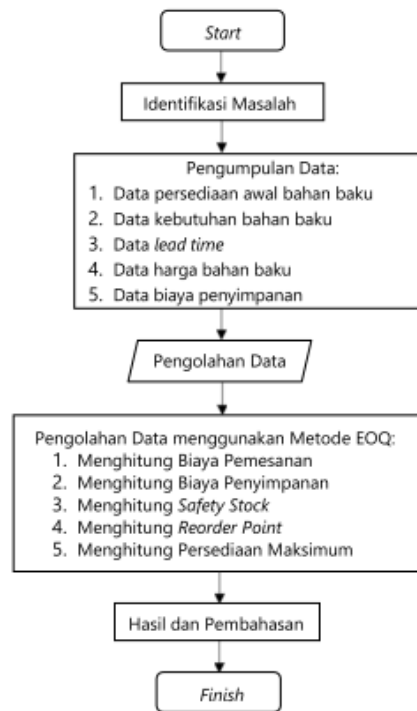 Start
Identifikasi Masalah
Pengumpulan Data:
1. Data persediaan awal bahan baku
2. Data kebutuhan bahan baku
3. Data lead time
4. Data harga bahan baku
5. Data biaya penyimpanan
Pengolahan Data
Pengolahan Data menggunakan Metode EOQ:
1. Menghitung Biaya Pemesanan
2. Menghitung Biaya Penyimpanan
3. Menghitung Safety Stock
4. Menghitung Reorder Point
5. Menghitung Persediaan Maksimum
Hasil dan Pembahasan
Finish